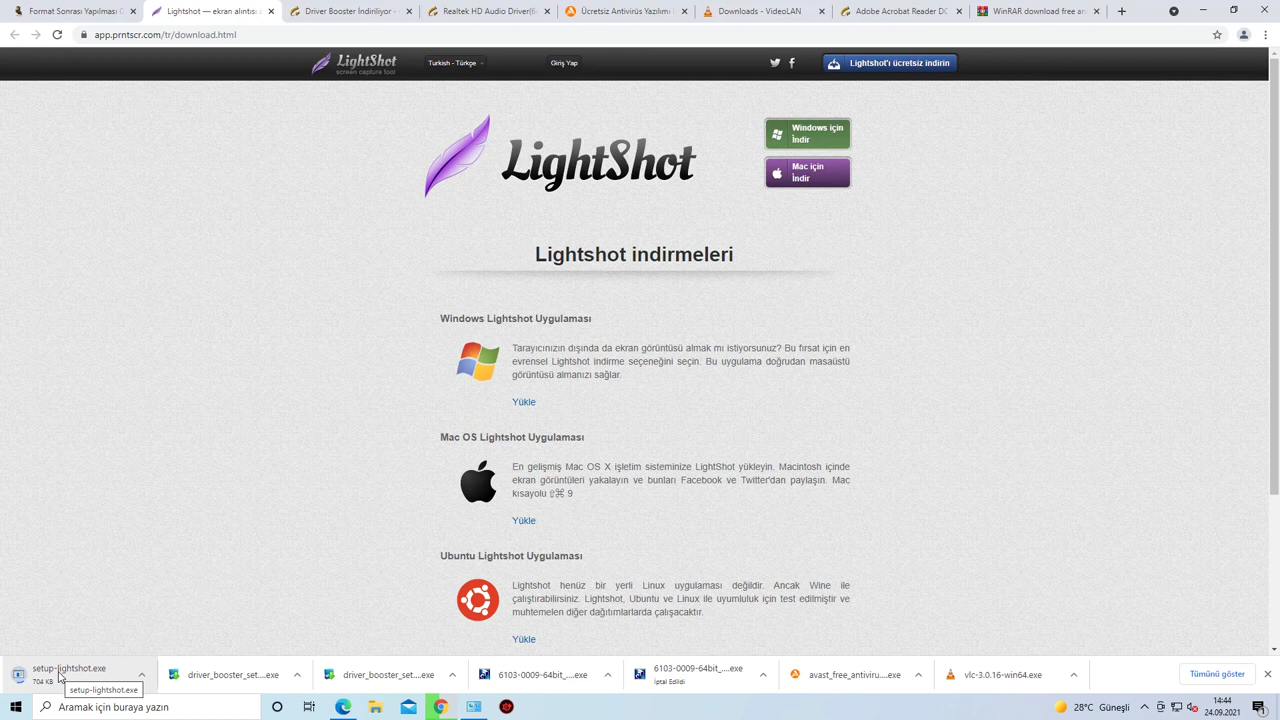 Format Sonrası Yapılması G
Lightshot — ekran alıntısı a
Driver Booster İndiriliyor -
Realtek HD Audio Driver(6
Ücretsiz Antivirüs Yazılımı İ
Downloads - VideoLAN
Adobe Acrobat Reader DC
WinRAR download free an
app.prntscr.com/tr/download.html
LightShot
screen capture tool
Turkish - Türkçe
Giriş Yap
Lightshot'ı ücretsiz indirin
LightShot
Windows için
İndir
Mac için
İndir
Lightshot indirmeleri
Windows Lightshot Uygulaması
Tarayıcınızın dışında da ekran görüntüsü almak mı istiyorsunuz? Bu fırsat için en
evrensel Lightshot indirme seçeneğini seçin. Bu uygulama doğrudan masaüstü
görüntüsü almanızı sağlar.
Yükle
Mac OS Lightshot Uygulaması
En gelişmiş Mac OS X işletim sisteminize LightShot yükleyin. Macintosh içinde
ekran görüntüleri yakalayın ve bunları Facebook ve Twitter'dan paylaşın. Mac
kısayolu ⇧⌘ 9
Yükle
Ubuntu Lightshot Uygulaması
Lightshot henüz bir yerli Linux uygulaması değildir. Ancak Wine ile
çalıştırabilirsiniz. Lightshot, Ubuntu ve Linux ile uyumluluk için test edilmiştir ve
muhtemelen diğer dağıtımlarda çalışacaktır.
Yükle
setup-lightshot.exe
704 KB
setup-lightshot.exe
driver_booster_set....exe
driver_booster_set....exe
6103-0009-64bit_....exe
6103-0009-64bit_....exe
İptal Edildi
avast_free_antiviru....exe
vlc-3.0.16-win64.exe
Tümünü göster
Aramak için buraya yazın
28°C Güneşli
14:44
24.09.2021
1